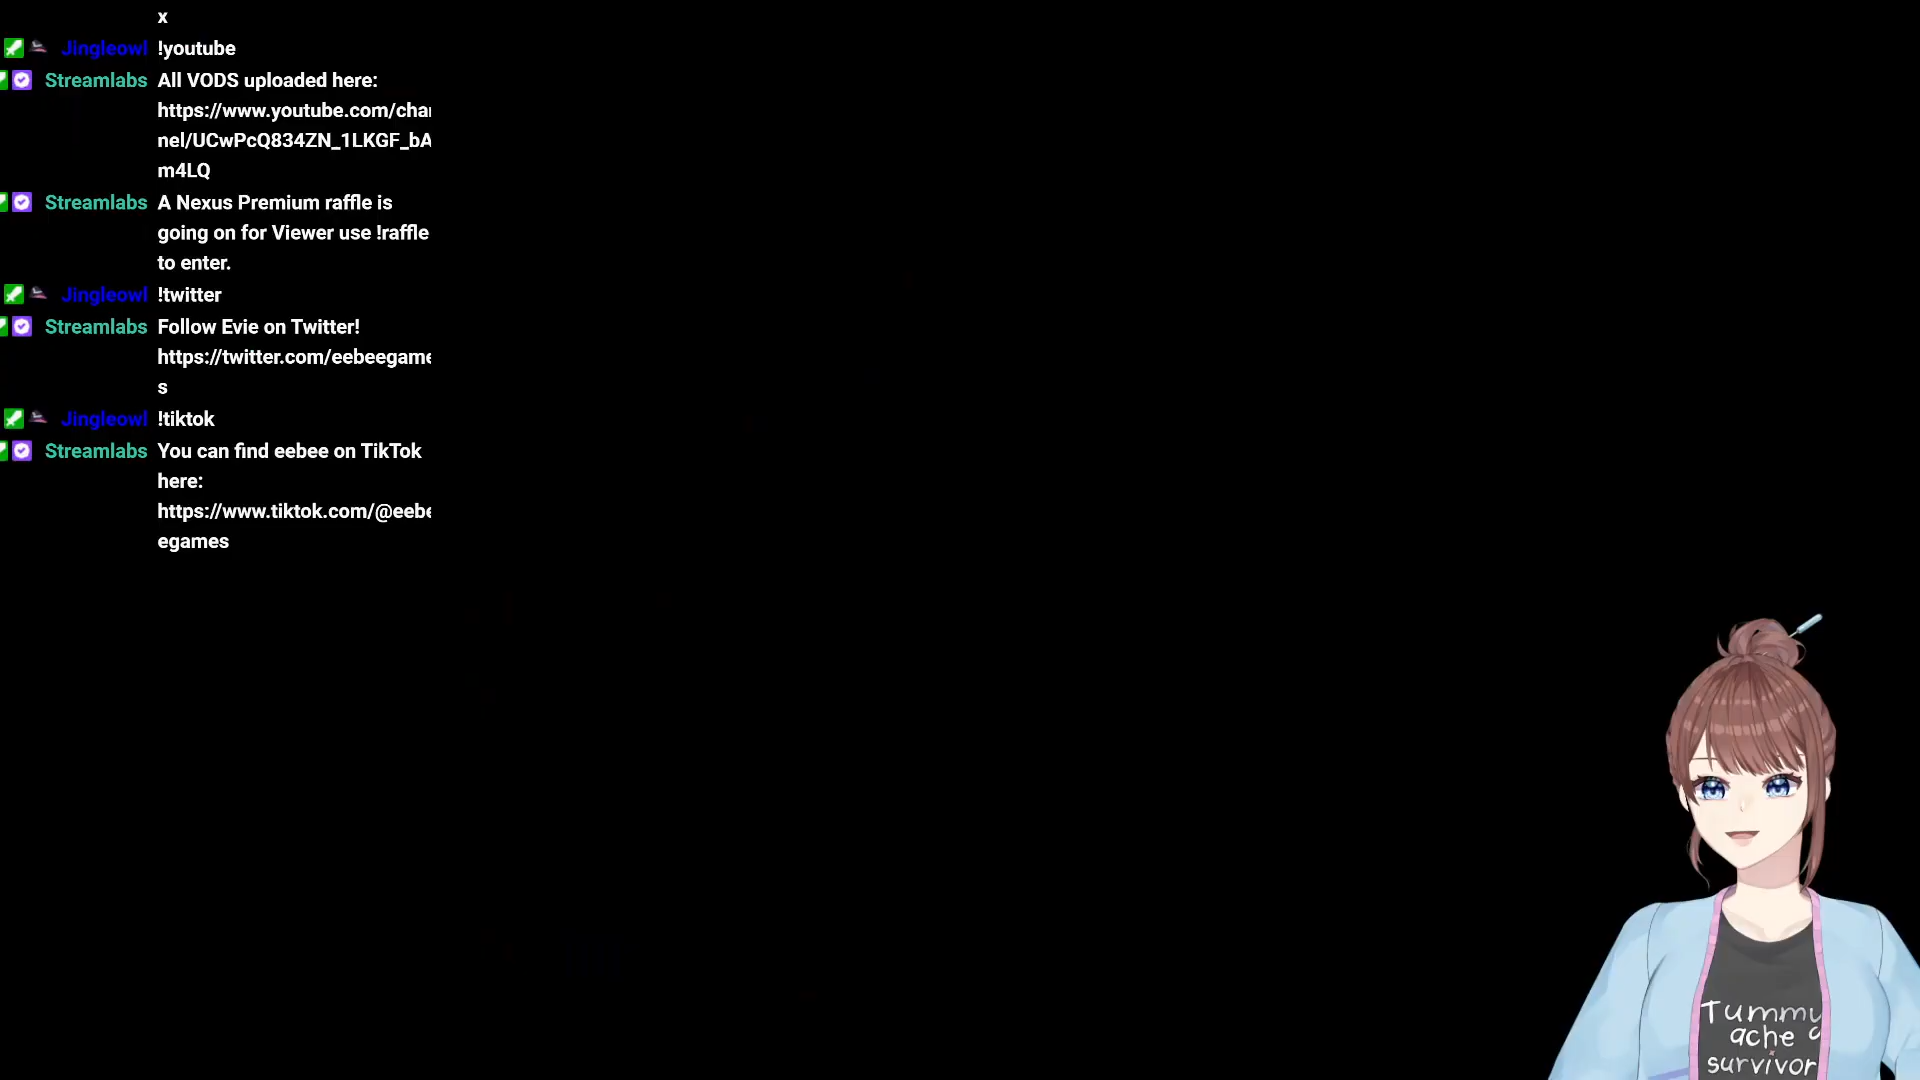 x
Jingleowl !youtube
Streamlabs All VODS uploaded here:
https://www.youtube.com/chan
nel/UCwPcQ834ZN_1LKGF_bA
m4LQ
Streamlabs A Nexus Premium raffle is
going on for Viewer use !raffle
to enter.
Jingleowl !twitter
Streamlabs Follow Evie on Twitter!
https://twitter.com/eebeegame
s
Jingleowl !tiktok
Streamlabs You can find eebee on TikTok
here:
https://www.tiktok.com/@eebe
egames
Tummy
ache
survivor